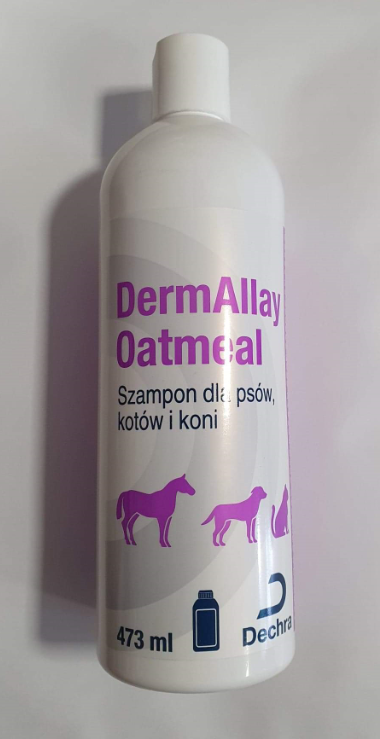 DermAllay
Oatmeal
Szampon dla psów,
kotów i koni
473 ml
Dechra